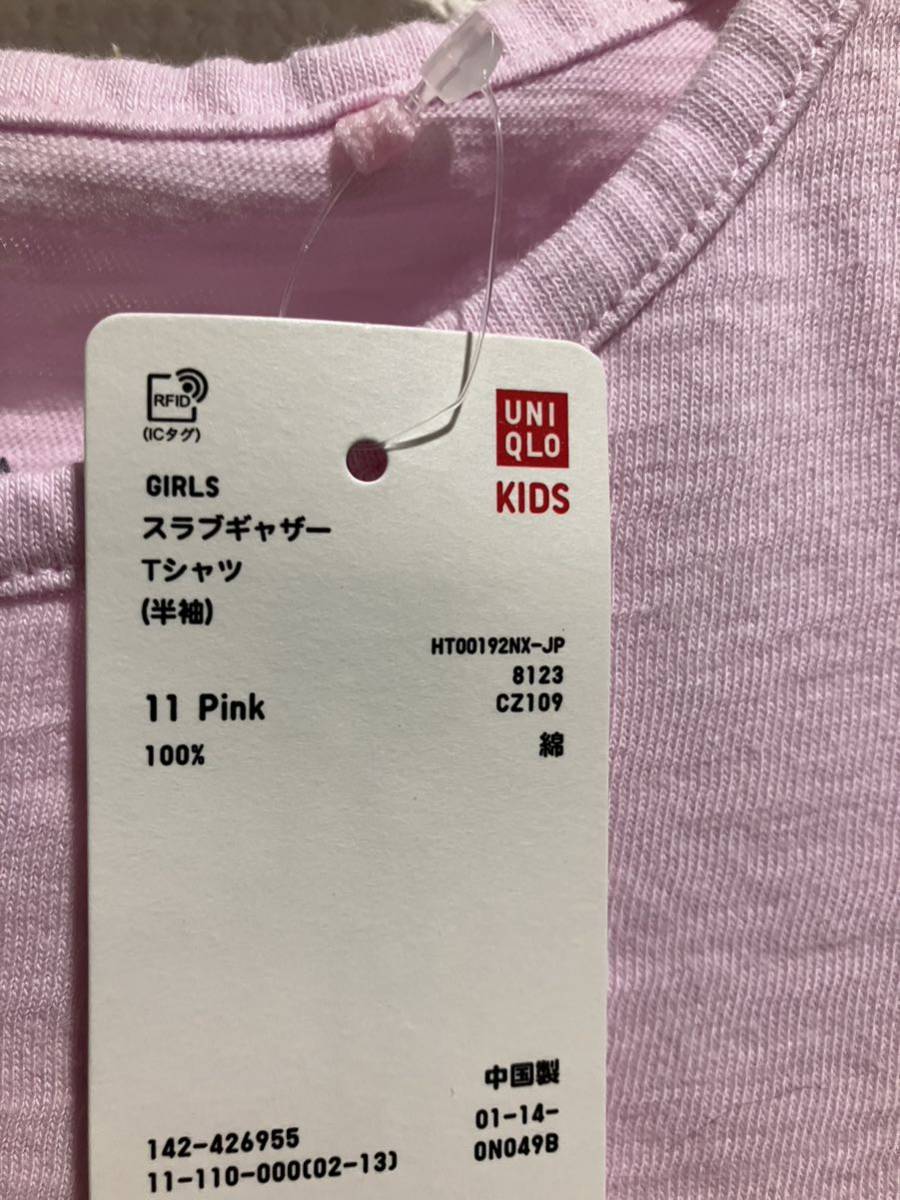 RFID
(ICタグ)
UNI
QLO
KIDS
GIRLS
スラブギャザー
Tシャツ
(半袖)
HT00192NX-JP
8123
CZ109
11 Pink
100%
綿
中国製
01-14-
0N049B
142-426955
11-110-000(02-13)